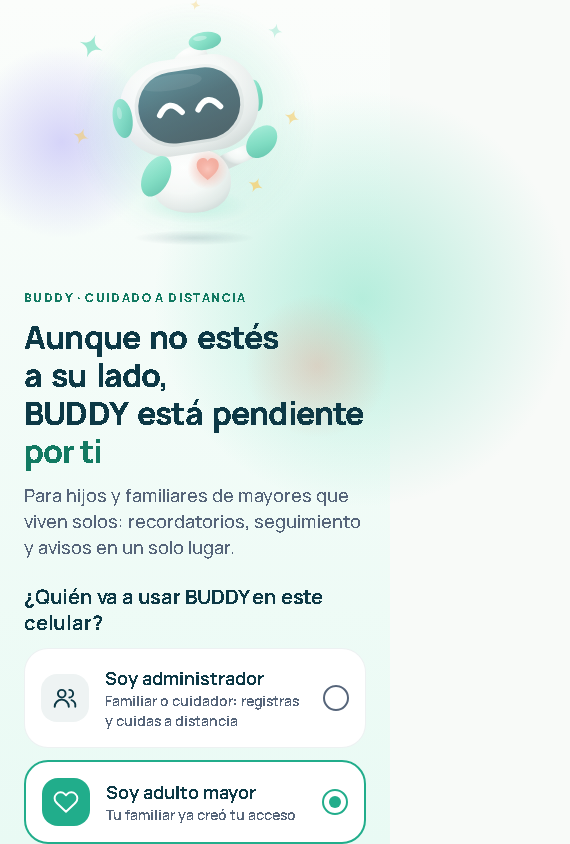 BUDDY · CUIDADO A DISTANCIA
Aunque no estés
a su lado,
BUDDY está pendiente
por ti
Para hijos y familiares de mayores que
viven solos: recordatorios, seguimiento
y avisos en un solo lugar.
¿Quién va a usar BUDDY en este
celular?
Soy administrador
Familiar o cuidador: registras
y cuidas a distancia
Soy adulto mayor
Tu familiar ya creó tu acceso